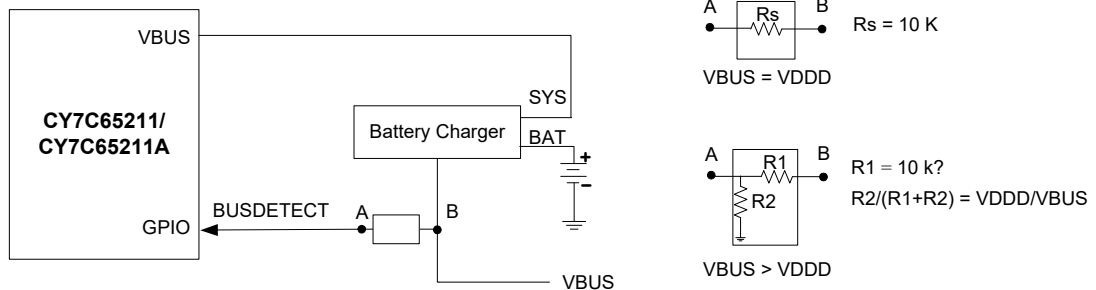 VBUS
CY7C65211/
CY7C65211A
SYS
Battery Charger
BAT
+
-
BUSDETECT
A
B
GPIO
VBUS
A
B
Rs
Rs = 10 K
VBUS = VDDD
A
B
R1
R2
R1 = 10 k?
R2/(R1+R2) = VDDD/VBUS
VBUS > VDDD